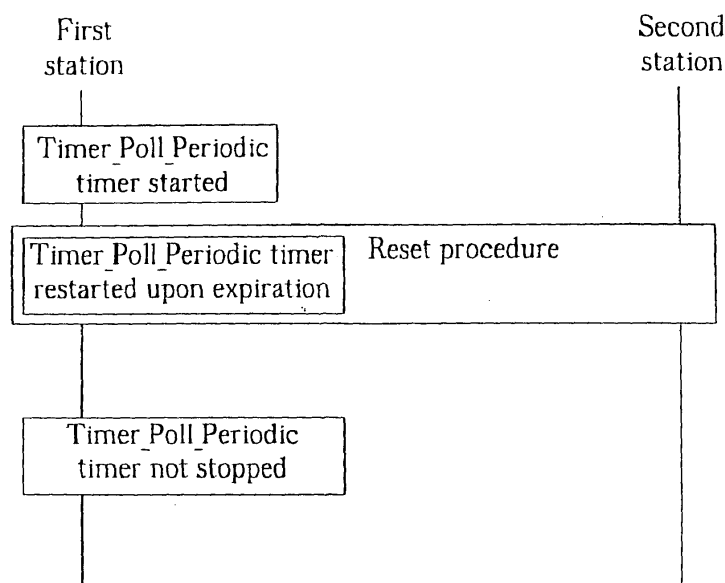 First
station
Second
station
Timer_Poll_Periodic
timer started
Timer_Poll_Periodic timer
restarted upon expiration
Reset procedure
Timer_Poll_Periodic
timer not stopped